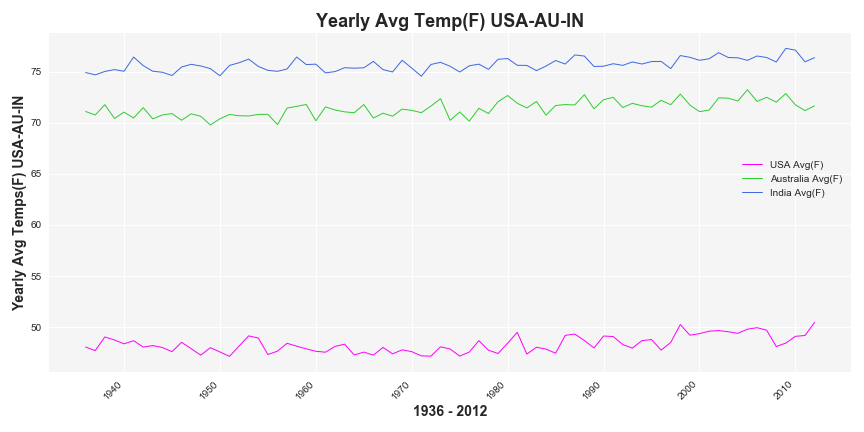 Yearly Avg Temp(F) USA-AU-IN
Yearly Avg Temps(F) USA-AU-IN
75
70
65
60
55
50
USA Avg(F)
Australia Avg(F)
India Avg(F)
1940
1950
1960
1970
1980
1990
2000
2010
1936 - 2012